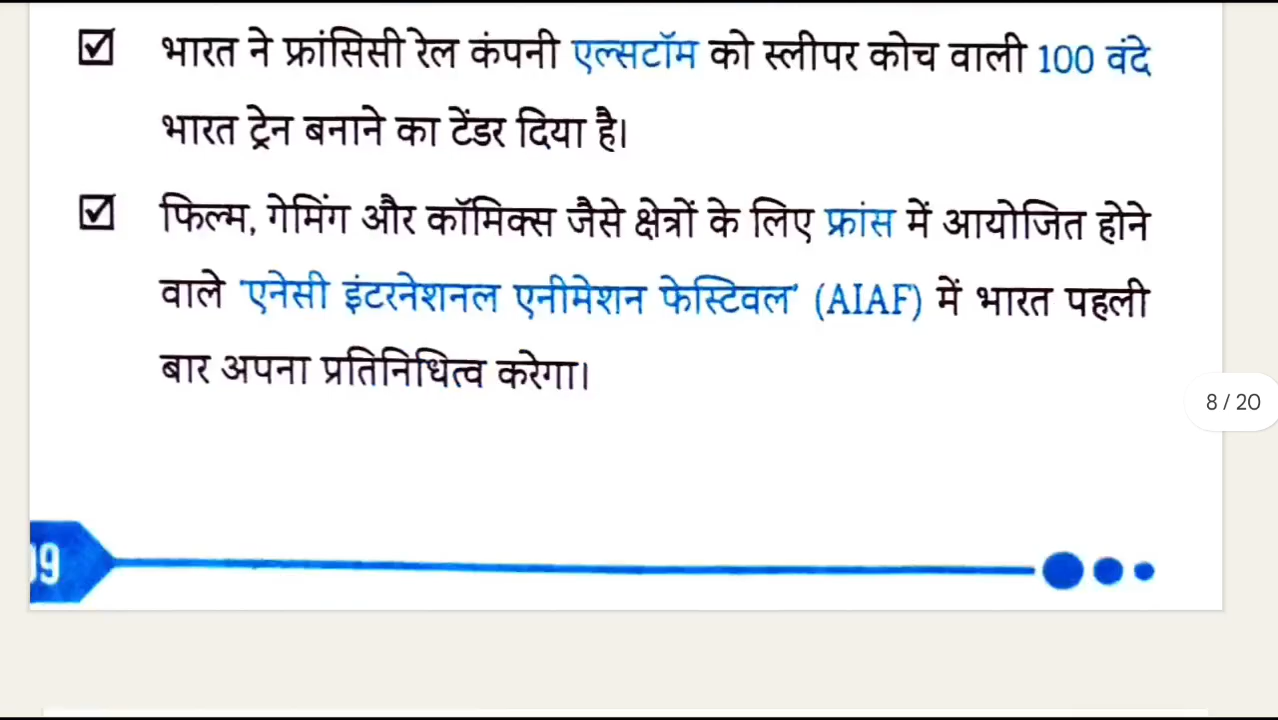 भारत ने फ्रांसिसी रेल कंपनी एल्सटॉम को स्लीपर कोच वाली 100 वंदे
भारत ट्रेन बनाने का टेंडर दिया है।
फिल्म, गेमिंग और कॉमिक्स जैसे क्षेत्रों के लिए फ्रांस में आयोजित होने
वाले 'एनेसी इंटरनेशनल एनीमेशन फेस्टिवल' (AIAF) में भारत पहली
बार अपना प्रतिनिधित्व करेगा।
8 / 20